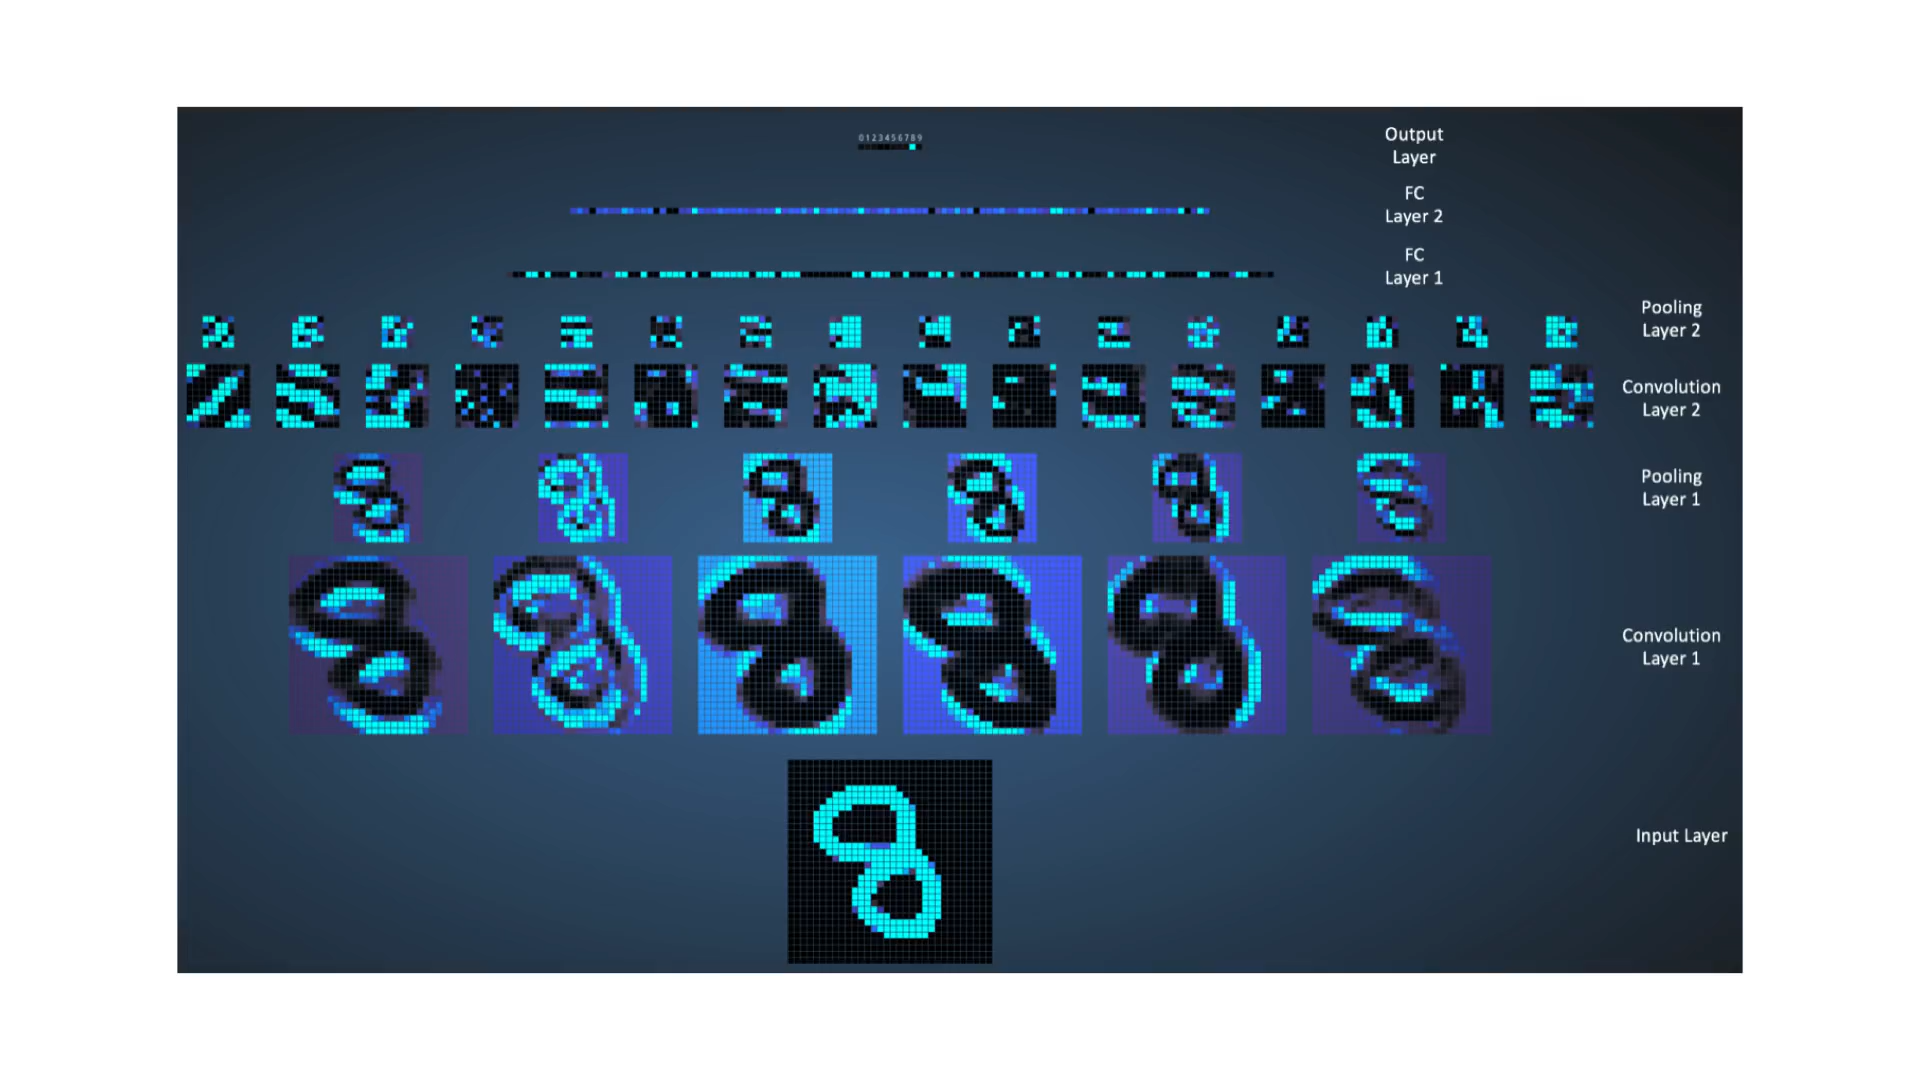 0123456789
Output
Layer
FC
Layer 2
FC
Layer 1
Pooling
Layer 2
Convolution
Layer 2
Pooling
Layer 1
Convolution
Layer 1
Input Layer